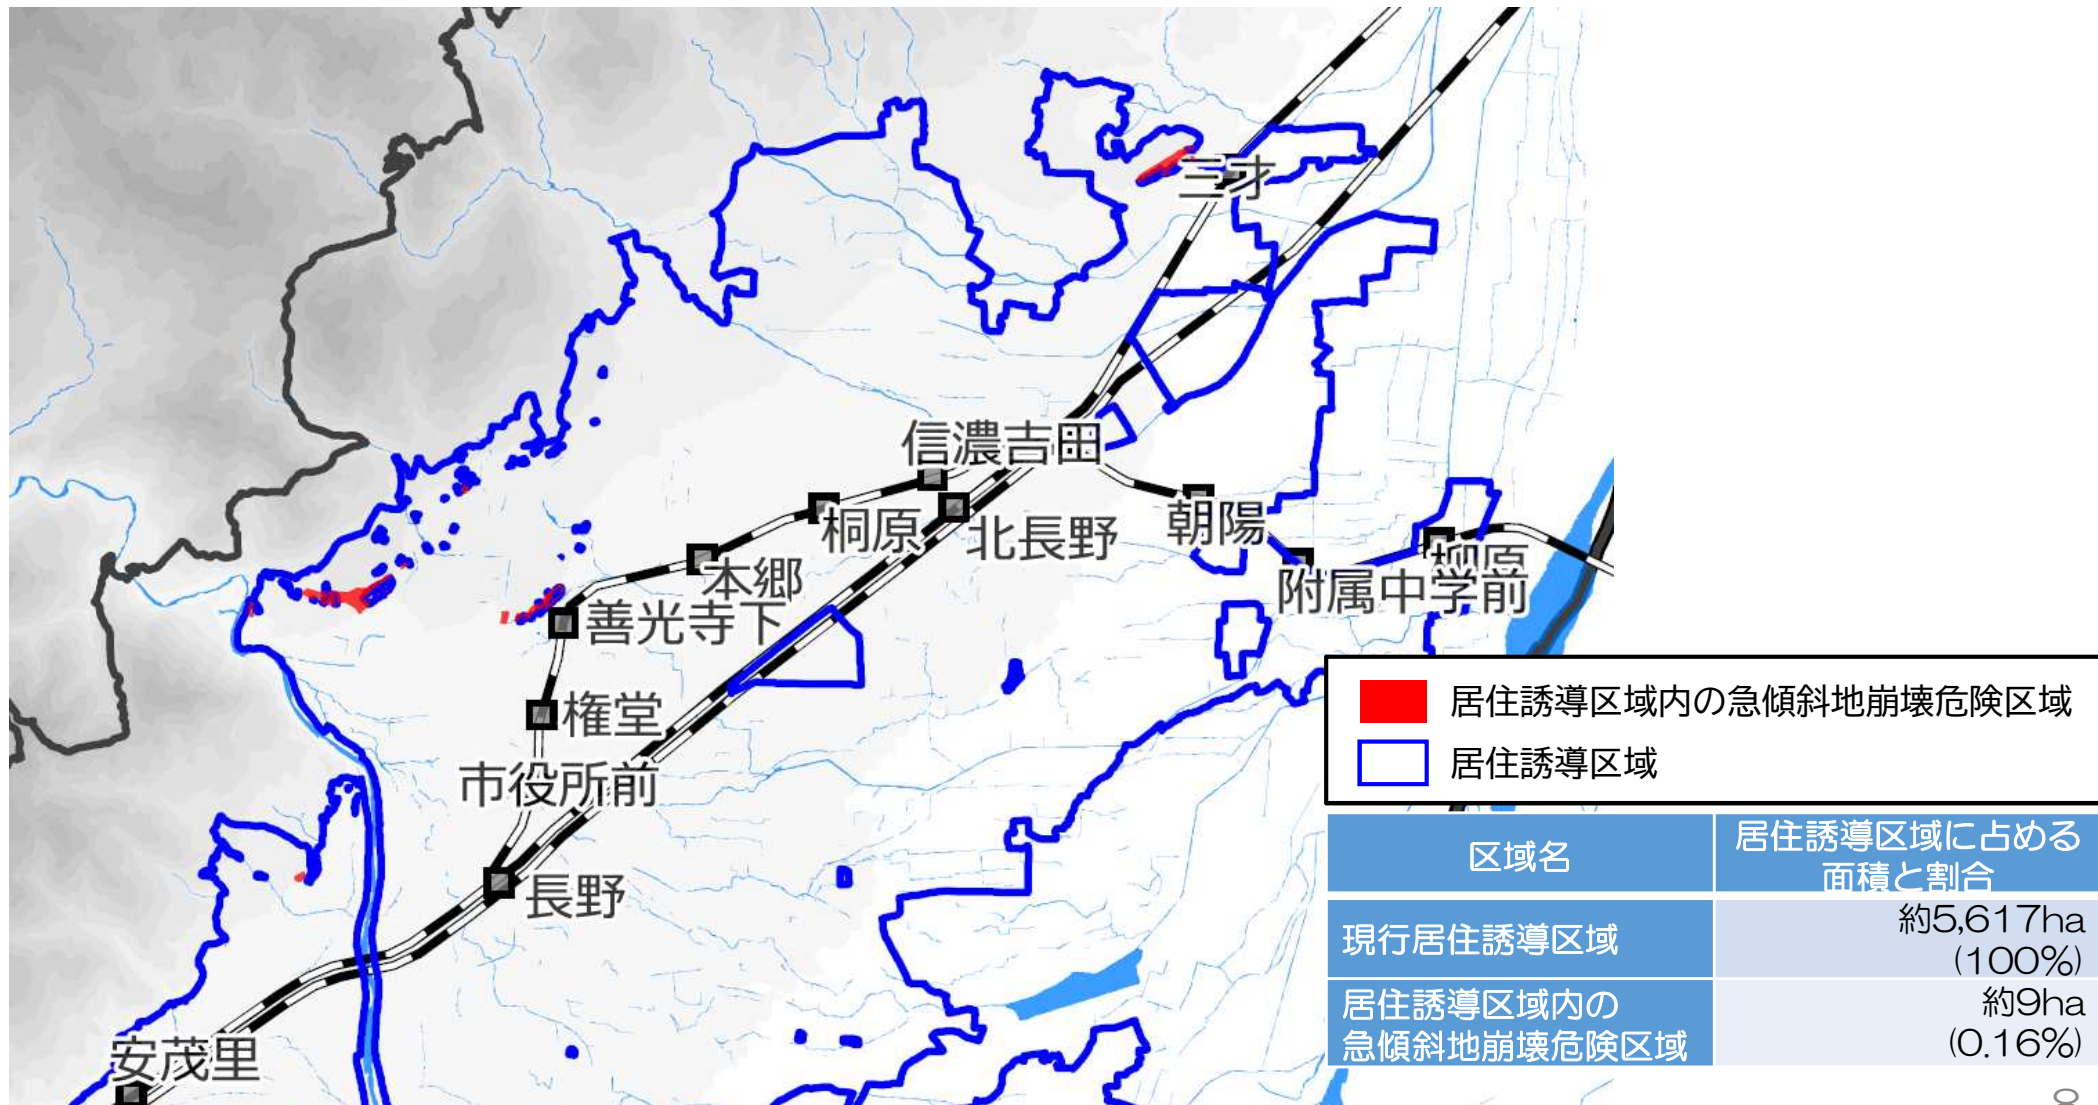 三才
信濃吉田
桐原
北長野
朝陽
柳原
本郷
附属中学前
善光寺下
権堂
市役所前
長野
安茂里
居住誘導区域内の急傾斜地崩壊危険区域
居住誘導区域
区域名
居住誘導区域に占める
面積と割合
現行居住誘導区域
約5,617ha
(100%)
居住誘導区域内の
急傾斜地崩壊危険区域
約9ha
(0.16%)